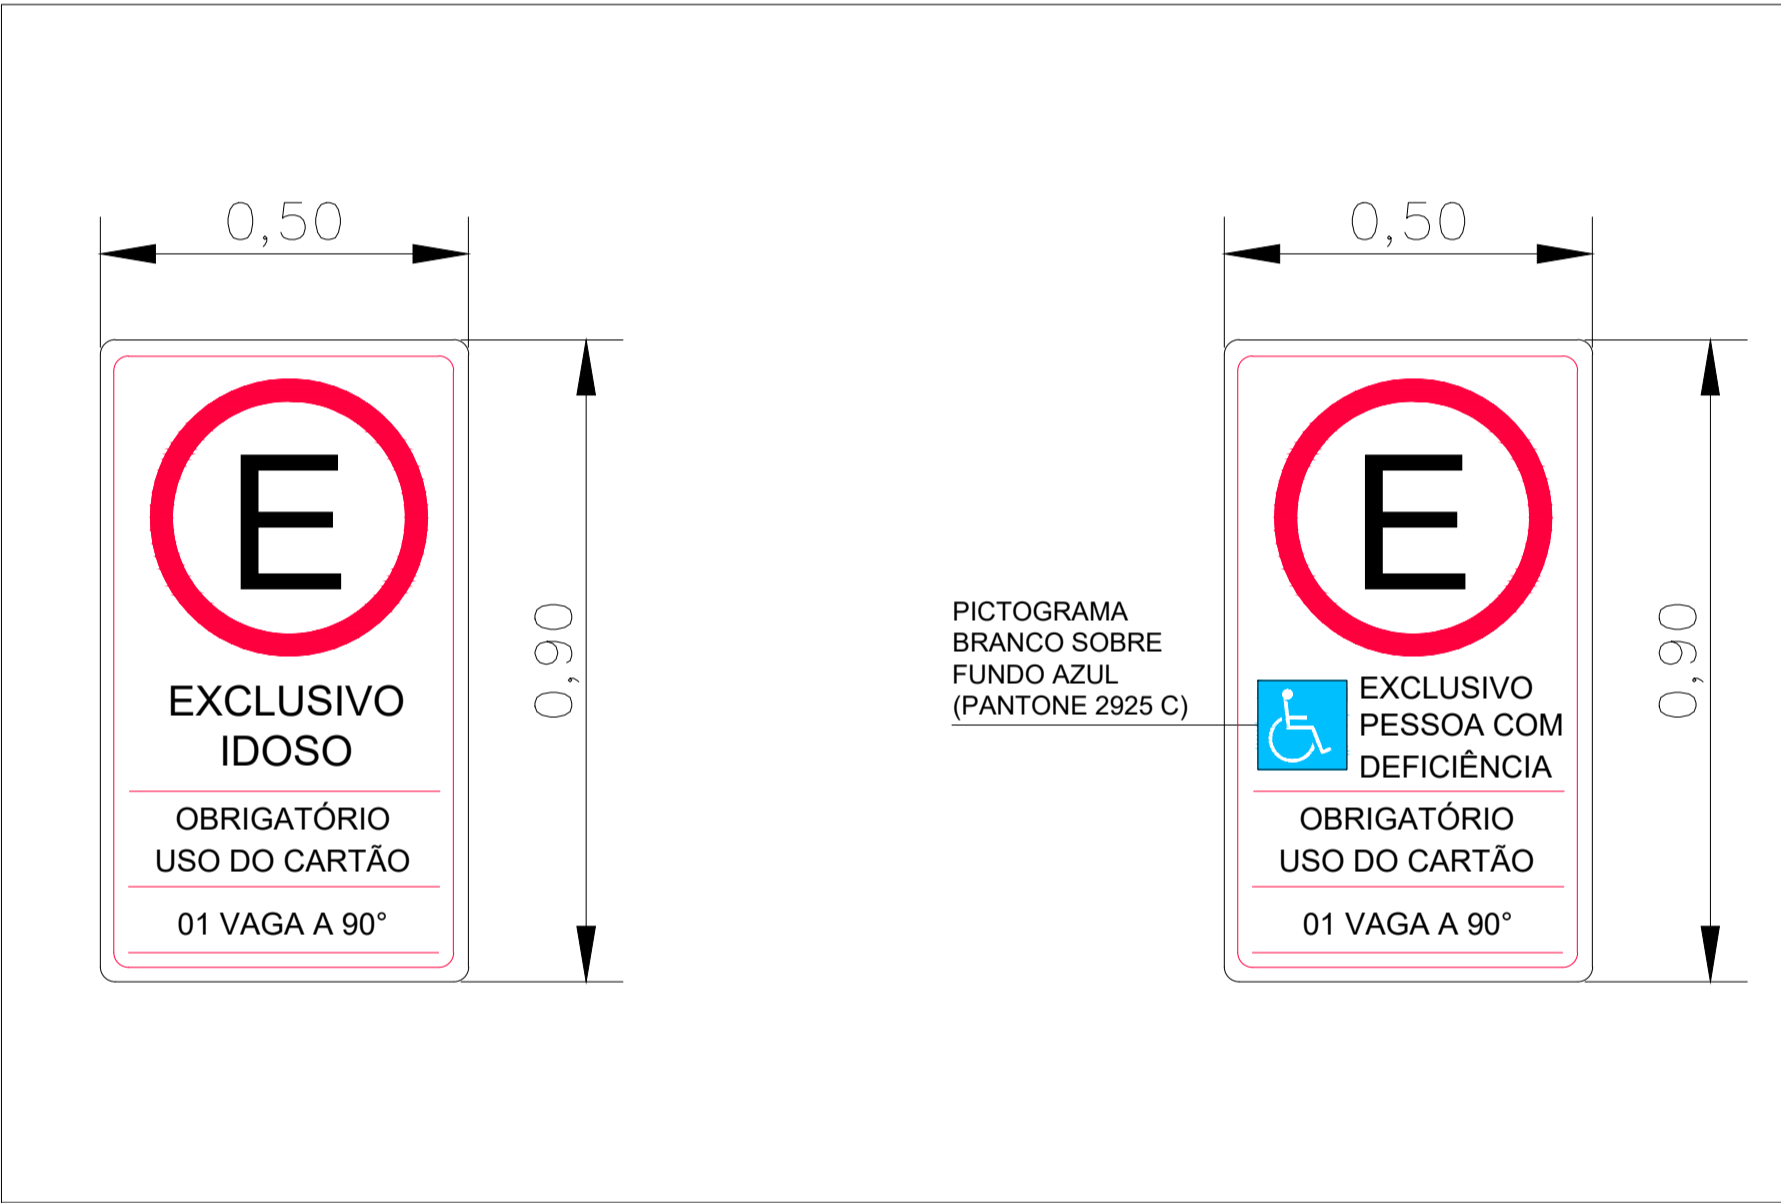 0,50
E
EXCLUSIVO
IDOSO
OBRIGATÓRIO
USO DO CARTÃO
01 VAGA A 90°
0,90
PICTOGRAMA
BRANCO SOBRE
FUNDO AZUL
(PANTONE 2925 C)
0,50
E
EXCLUSIVO
PESSOA COM
DEFICIÊNCIA
OBRIGATÓRIO
USO DO CARTÃO
01 VAGA A 90°
0,90